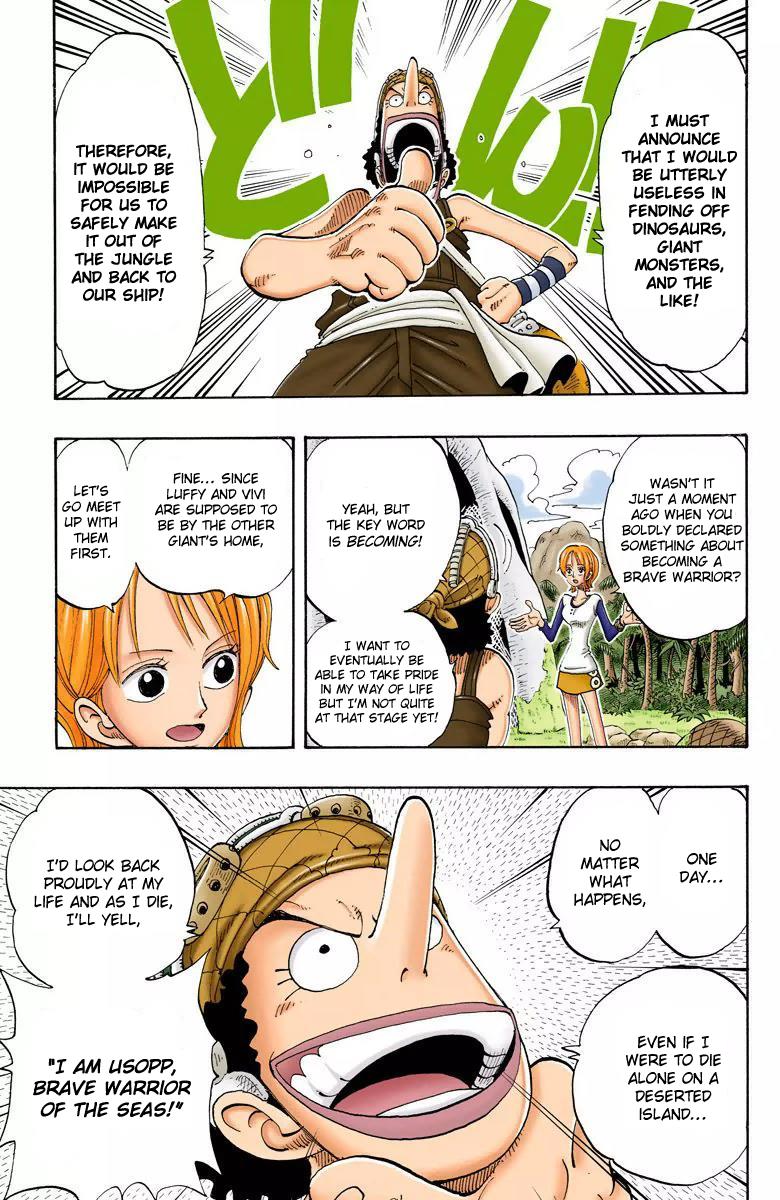 I MUST
ANNOUNCE
THAT I WOULD
BE UTTERLY
USELESS IN
FENDING OFF
DINOSAURS,
GIANT
MONSTERS,
AND THE
LIKE!
THEREFORE,
IT WOULD BE
IMPOSSIBLE
FOR US TO
SAFELY MAKE
IT OUT OF
THE JUNGLE
AND BACK TO
OUR SHIP!
ドン!!
WASN'T IT
JUST A MOMENT
AGO WHEN YOU
BOLDLY DECLARED
SOMETHING ABOUT
BECOMING A
BRAVE WARRIOR?
YEAH, BUT
THE KEY WORD
IS BECOMING!
I WANT TO
EVENTUALLY BE
ABLE TO TAKE PRIDE
IN MY WAY OF LIFE
BUT I'M NOT QUITE
AT THAT STAGE YET!
FINE... SINCE
LUFFY AND VIVI
ARE SUPPOSED TO
BE BY THE OTHER
GIANT'S HOME,
LET'S
GO MEET
UP WITH
THEM
FIRST.
ONE
DAY...
NO
MATTER
WHAT
HAPPENS,
EVEN IF I
WERE TO DIE
ALONE ON A
DESERTED
ISLAND...
I'D LOOK BACK
PROUDLY AT MY
LIFE AND AS I DIE,
I'LL YELL,
"I AM USOPP,
BRAVE WARRIOR
OF THE SEAS!"